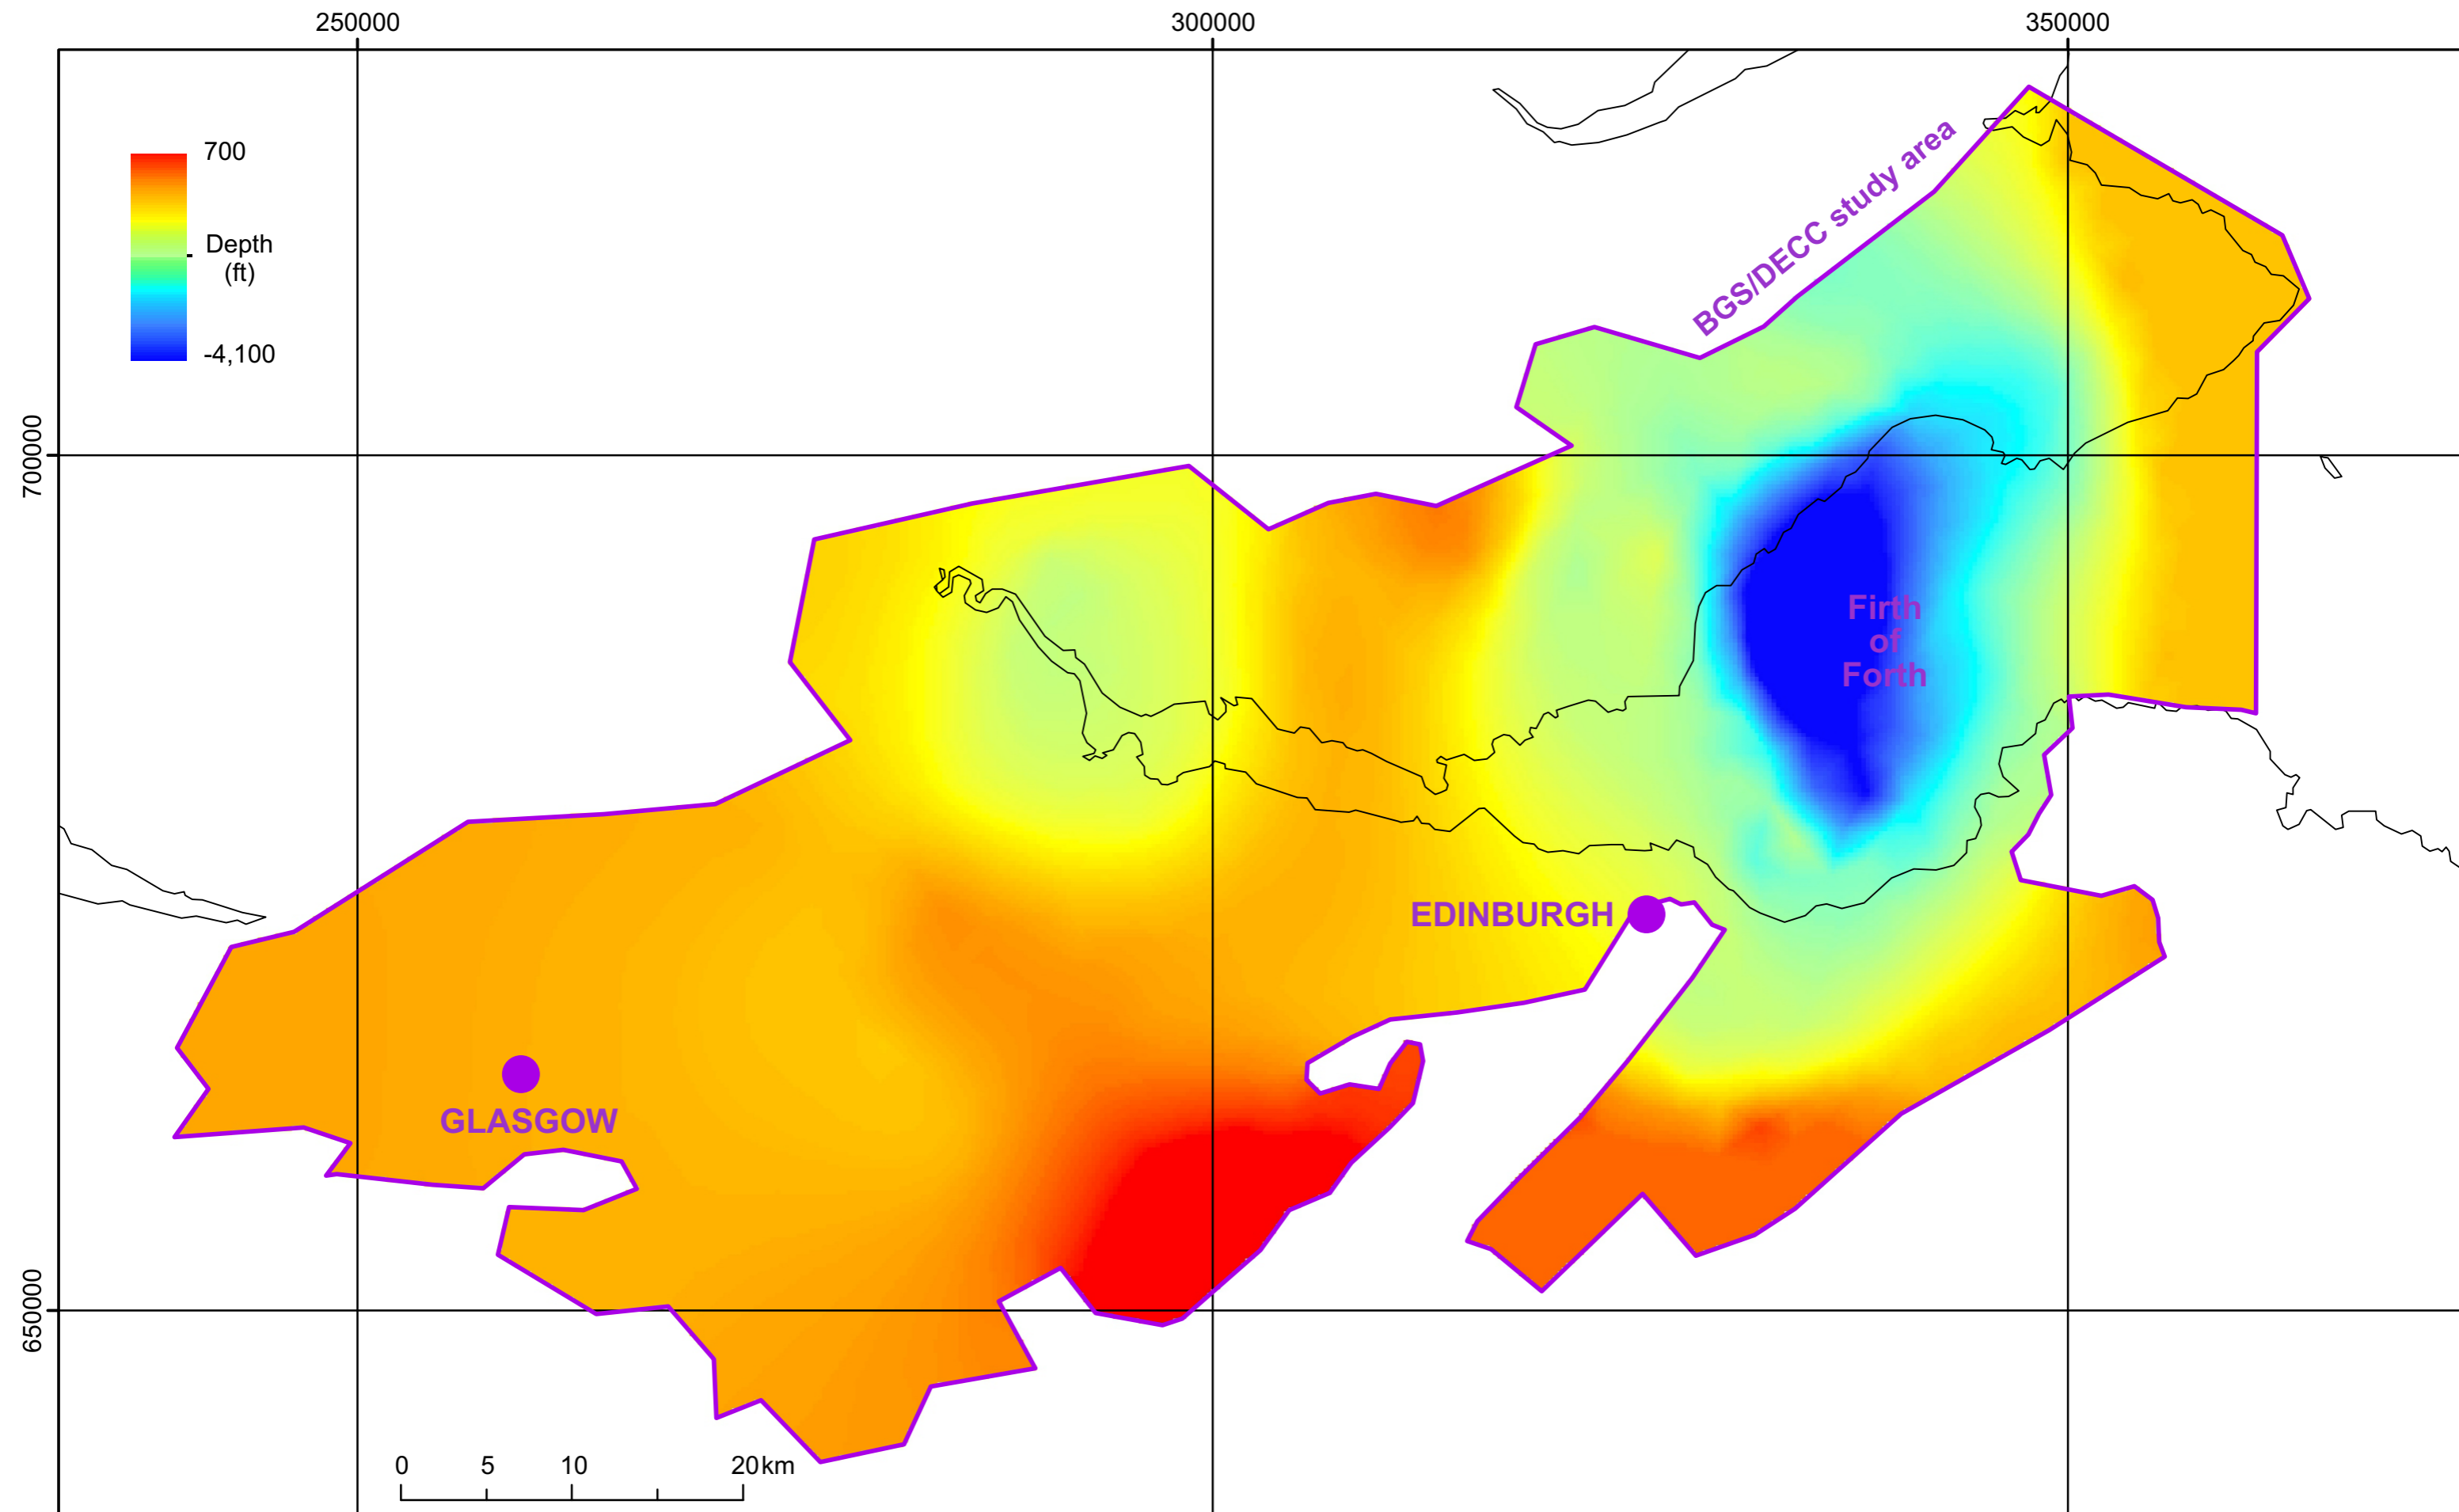 250000
300000
350000
700
Depth
(ft)
-4,100
BGS/DECC study area
700000
Firth
of
Forth
EDINBURGH
GLASGOW
650000
0 5 10 20km